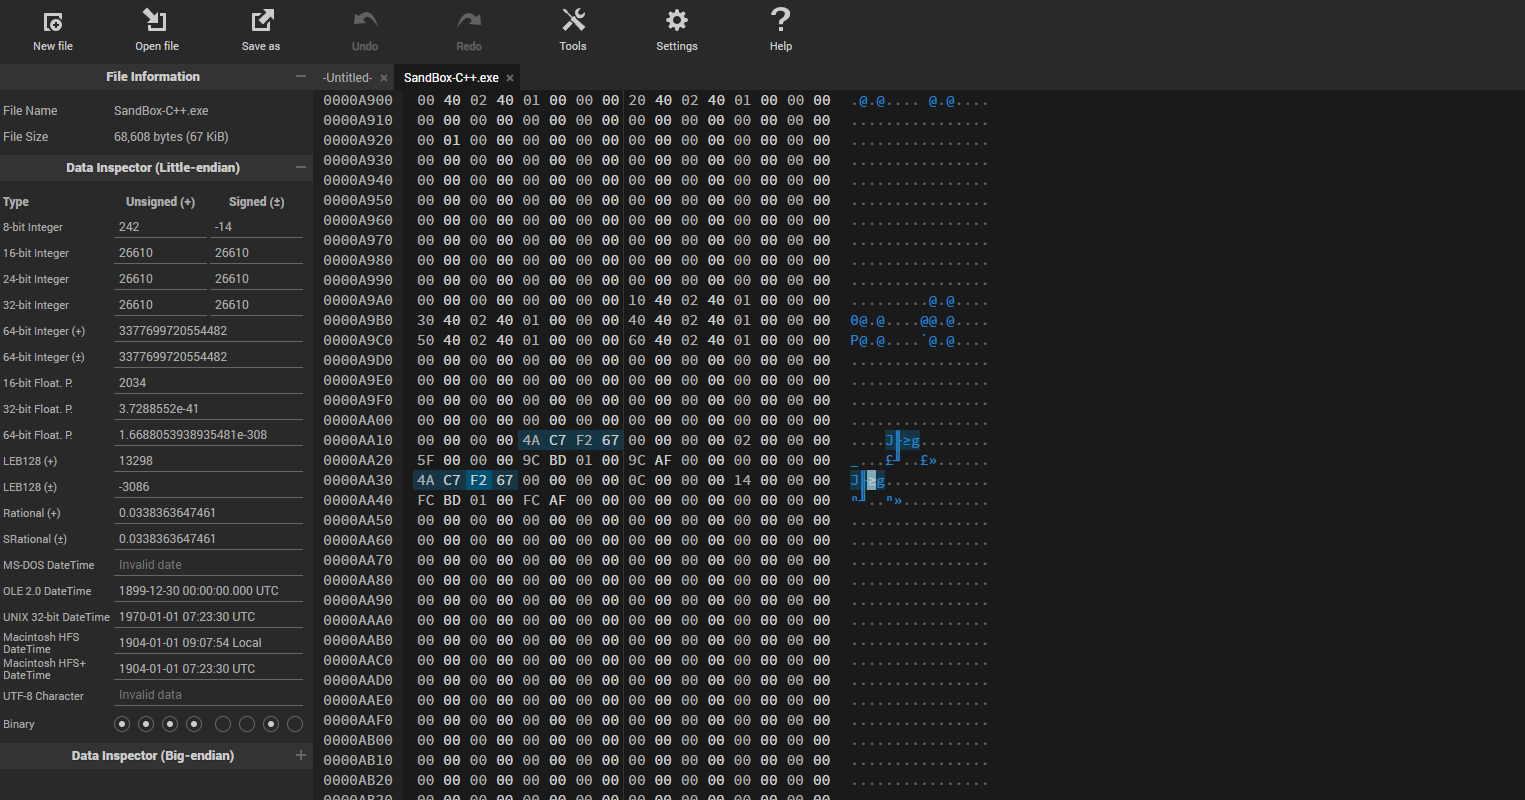 New file Open file Save as Undo Redo Tools Settings Help
File Information
-Untitled- × SandBox-C++.exe ×
File Name SandBox-C++.exe
File Size 68,608 bytes (67 KiB)
Data Inspector (Little-endian)
Type Unsigned (+) Signed (±)
8-bit Integer 242 -14
16-bit Integer 26610 26610
24-bit Integer 26610 26610
32-bit Integer 26610 26610
64-bit Integer (+) 3377699720554482
64-bit Integer (±) 3377699720554482
16-bit Float. P. 2034
32-bit Float. P. 3.7288552e-41
64-bit Float. P. 1.6688053938935481e-308
LEB128 (+) 13298
LEB128 (±) -3086
Rational (+) 0.0338363647461
SRational (±) 0.0338363647461
MS-DOS DateTime Invalid date
OLE 2.0 DateTime 1899-12-30 00:00:00.000 UTC
UNIX 32-bit DateTime 1970-01-01 07:23:30 UTC
Macintosh HFS
DateTime 1904-01-01 09:07:54 Local
Macintosh HFS+
DateTime 1904-01-01 07:23:30 UTC
UTF-8 Character Invalid data
Binary
Data Inspector (Big-endian)
0000A900 00 40 02 40 01 00 00 00 20 40 02 40 01 00 00 00 .@.@.... @.@....
0000A910 00 00 00 00 00 00 00 00 00 00 00 00 00 00 00 00 ................
0000A920 00 01 00 00 00 00 00 00 00 00 00 00 00 00 00 00 ................
0000A930 00 00 00 00 00 00 00 00 00 00 00 00 00 00 00 00 ................
0000A940 00 00 00 00 00 00 00 00 00 00 00 00 00 00 00 00 ................
0000A950 00 00 00 00 00 00 00 00 00 00 00 00 00 00 00 00 ................
0000A960 00 00 00 00 00 00 00 00 00 00 00 00 00 00 00 00 ................
0000A970 00 00 00 00 00 00 00 00 00 00 00 00 00 00 00 00 ................
0000A980 00 00 00 00 00 00 00 00 00 00 00 00 00 00 00 00 ................
0000A990 00 00 00 00 00 00 00 00 00 00 00 00 00 00 00 00 ................
0000A9A0 00 00 00 00 00 00 00 00 10 40 02 40 01 00 00 00 .........@.@....
0000A9B0 30 40 02 40 01 00 00 00 40 40 02 40 01 00 00 00 0@.@....@@.@....
0000A9C0 50 40 02 40 01 00 00 00 60 40 02 40 01 00 00 00 P@.@....`@.@....
0000A9D0 00 00 00 00 00 00 00 00 00 00 00 00 00 00 00 00 ................
0000A9E0 00 00 00 00 00 00 00 00 00 00 00 00 00 00 00 00 ................
0000A9F0 00 00 00 00 00 00 00 00 00 00 00 00 00 00 00 00 ................
0000AA00 00 00 00 00 00 00 00 00 00 00 00 00 00 00 00 00 ................
0000AA10 00 00 00 00 4A C7 F2 67 00 00 00 00 02 00 00 00 ....J╟≥g........
0000AA20 5F 00 00 00 9C BD 01 00 9C AF 00 00 00 00 00 00 _...£╜..£»......
0000AA30 4A C7 F2 67 00 00 00 00 0C 00 00 00 14 00 00 00 J╟≥g............
0000AA40 FC BD 01 00 FC AF 00 00 00 00 00 00 00 00 00 00 ⁿ╜..ⁿ»..........
0000AA50 00 00 00 00 00 00 00 00 00 00 00 00 00 00 00 00 ................
0000AA60 00 00 00 00 00 00 00 00 00 00 00 00 00 00 00 00 ................
0000AA70 00 00 00 00 00 00 00 00 00 00 00 00 00 00 00 00 ................
0000AA80 00 00 00 00 00 00 00 00 00 00 00 00 00 00 00 00 ................
0000AA90 00 00 00 00 00 00 00 00 00 00 00 00 00 00 00 00 ................
0000AAA0 00 00 00 00 00 00 00 00 00 00 00 00 00 00 00 00 ................
0000AAB0 00 00 00 00 00 00 00 00 00 00 00 00 00 00 00 00 ................
0000AAC0 00 00 00 00 00 00 00 00 00 00 00 00 00 00 00 00 ................
0000AAD0 00 00 00 00 00 00 00 00 00 00 00 00 00 00 00 00 ................
0000AAE0 00 00 00 00 00 00 00 00 00 00 00 00 00 00 00 00 ................
0000AAF0 00 00 00 00 00 00 00 00 00 00 00 00 00 00 00 00 ................
0000AB00 00 00 00 00 00 00 00 00 00 00 00 00 00 00 00 00 ................
0000AB10 00 00 00 00 00 00 00 00 00 00 00 00 00 00 00 00 ................
0000AB20 00 00 00 00 00 00 00 00 00 00 00 00 00 00 00 00 ................